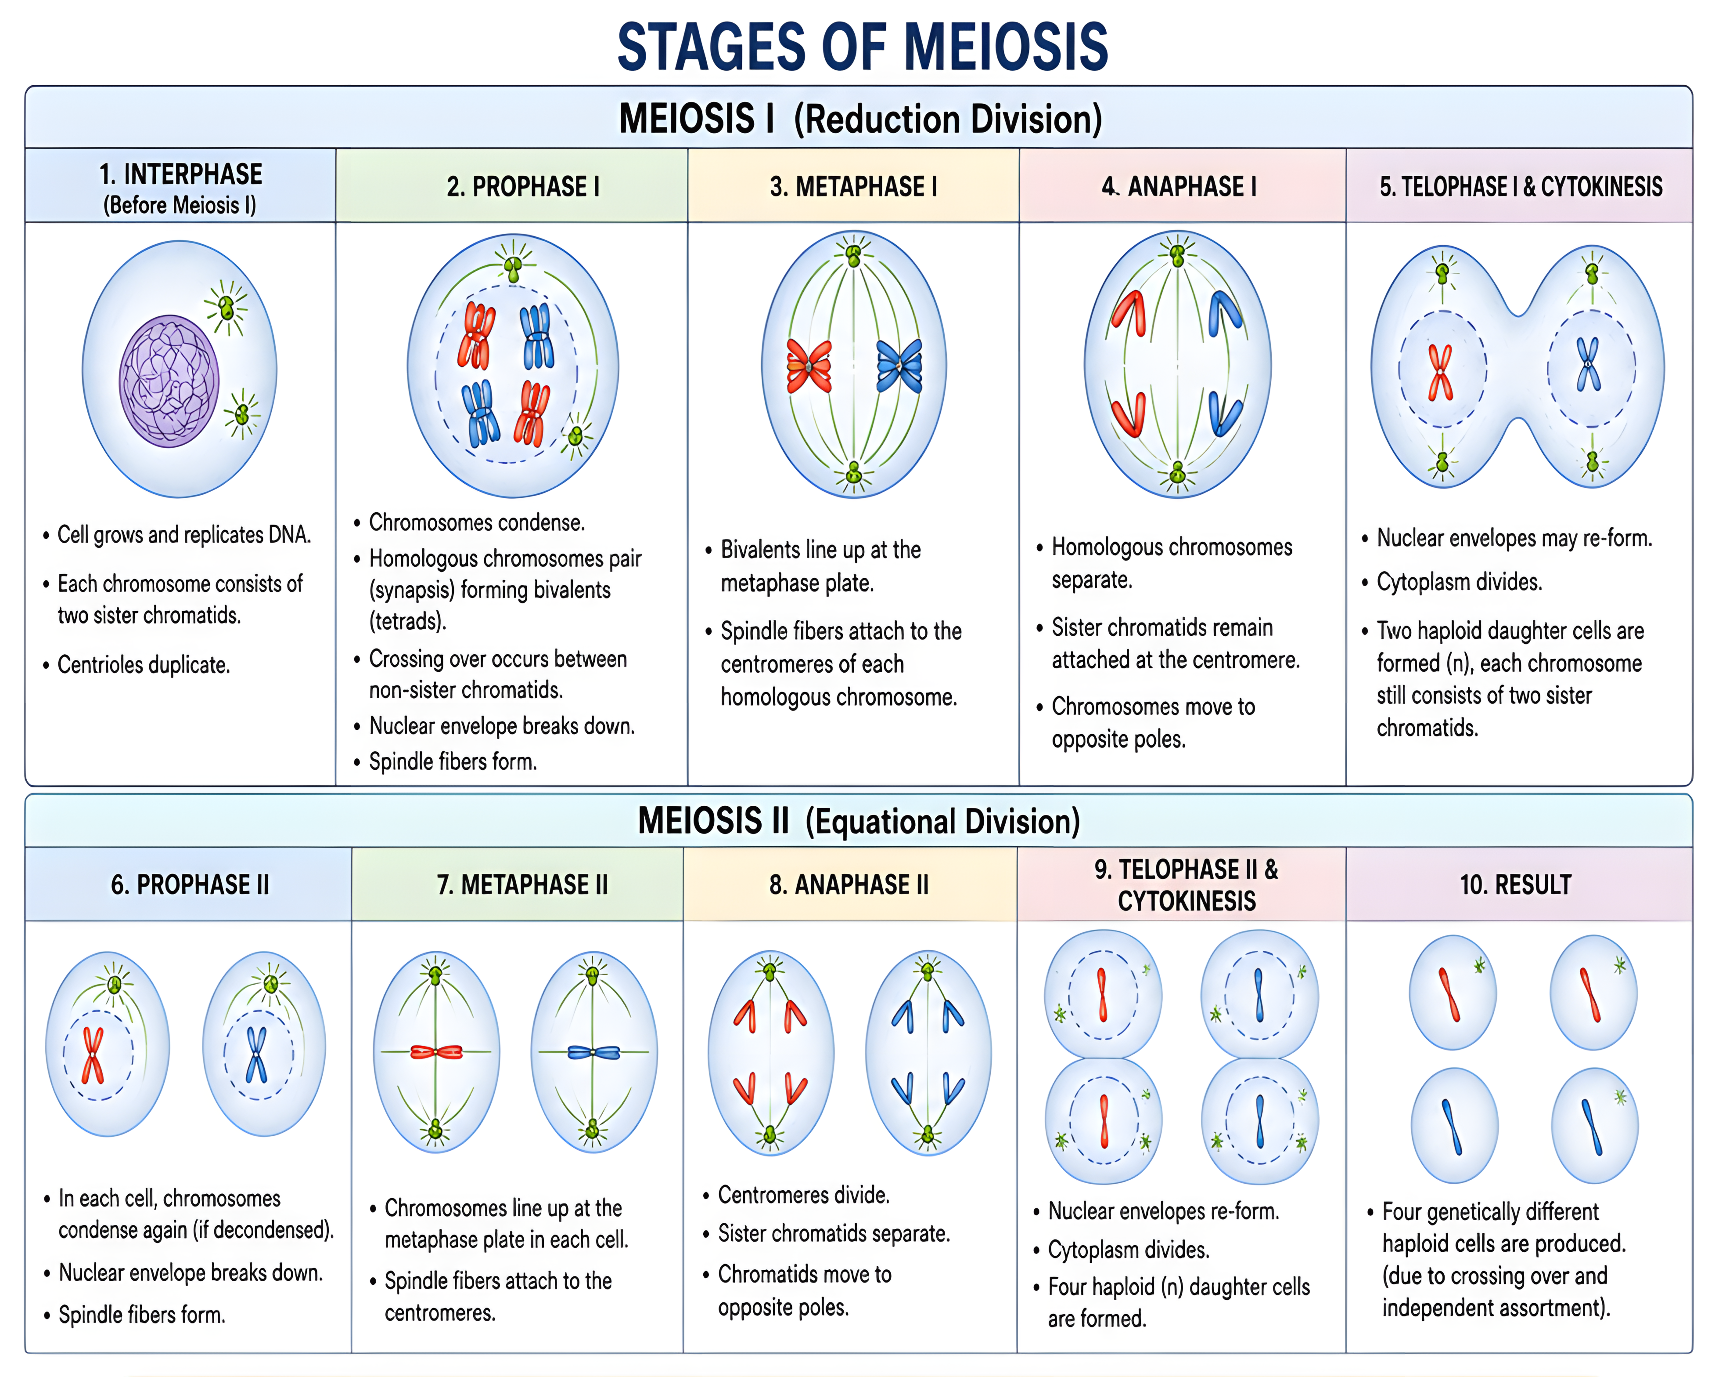 STAGES OF MEIOSIS
MEIOSIS I (Reduction Division)
1. INTERPHASE
(Before Meiosis I)
• Cell grows and replicates DNA.
• Each chromosome consists of
two sister chromatids.
• Centrioles duplicate.
2. PROPHASE I
• Chromosomes condense.
• Homologous chromosomes pair
(synapsis) forming bivalents
(tetrads).
• Crossing over occurs between
non-sister chromatids.
• Nuclear envelope breaks down.
• Spindle fibers form.
3. METAPHASE I
• Bivalents line up at the
metaphase plate.
• Spindle fibers attach to the
centromeres of each
homologous chromosome.
4. ANAPHASE I
• Homologous chromosomes
separate.
• Sister chromatids remain
attached at the centromere.
• Chromosomes move to
opposite poles.
5. TELOPHASE I & CYTOKINESIS
• Nuclear envelopes may re-form.
• Cytoplasm divides.
• Two haploid daughter cells are
formed (n), each chromosome
still consists of two sister
chromatids.
MEIOSIS II (Equational Division)
6. PROPHASE II
• In each cell, chromosomes
condense again (if decondensed).
• Nuclear envelope breaks down.
• Spindle fibers form.
7. METAPHASE II
• Chromosomes line up at the
metaphase plate in each cell.
• Spindle fibers attach to the
centromeres.
8. ANAPHASE II
• Centromeres divide.
• Sister chromatids separate.
• Chromatids move to
opposite poles.
9. TELOPHASE II &
CYTOKINESIS
• Nuclear envelopes re-form.
• Cytoplasm divides.
• Four haploid (n) daughter cells
are formed.
10. RESULT
• Four genetically different
haploid cells are produced.
(due to crossing over and
independent assortment).